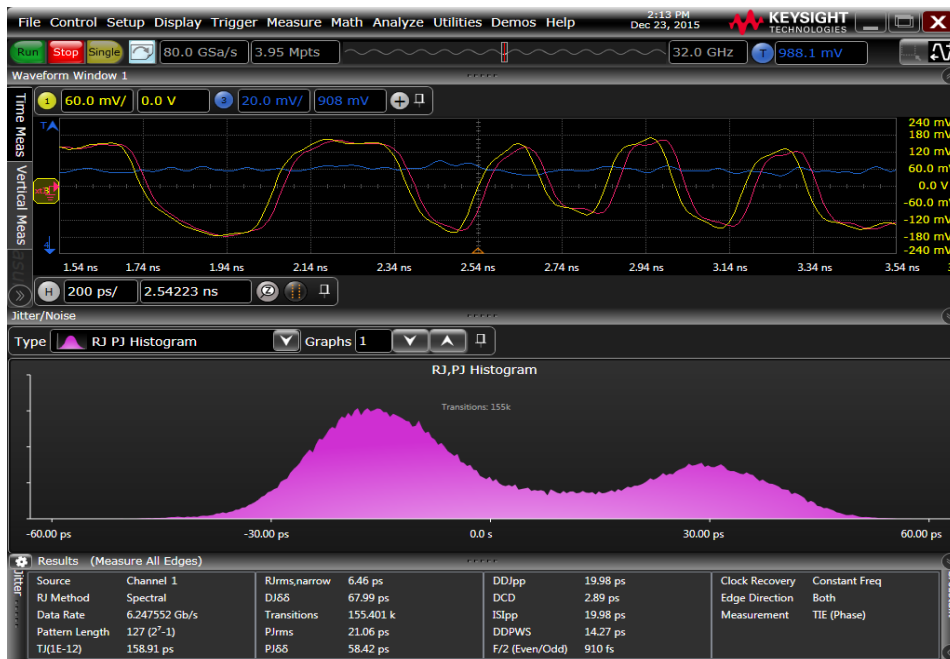 File Control Setup Display Trigger Measure Math Analyze Utilities Demos Help
2:13 PM
Dec 23, 2015
KEYSIGHT
TECHNOLOGIES
Run Stop Single 80.0 GSa/s 3.95 Mpts 32.0 GHz T 988.1 mV
Waveform Window 1
Time Meas
Vertical Meas
1 60.0 mV/ 0.0 V 3 20.0 mV/ 908 mV
T
240 mV
180 mV
120 mV
60.0 mV
0.0 V
-60.0 mV
-120 mV
-180 mV
-240 mV
1.54 ns 1.74 ns 1.94 ns 2.14 ns 2.34 ns 2.54 ns 2.74 ns 2.94 ns 3.14 ns 3.34 ns 3.54 ns
H 200 ps/ 2.54223 ns
Jitter/Noise
Type RJ PJ Histogram Graphs 1
RJ,PJ Histogram
Transitions: 155k
-60.00 ps -30.00 ps 0.0 s 30.00 ps 60.00 ps
Results (Measure All Edges)
Jitter
Source Channel 1 RJrms,narrow 6.46 ps DDJpp 19.98 ps Clock Recovery Constant Freq
RJ Method Spectral DJδδ 67.99 ps DCD 2.89 ps Edge Direction Both
Data Rate 6.247552 Gb/s Transitions 155.401 k ISIpp 19.98 ps Measurement TIE (Phase)
Pattern Length 127 (2⁷-1) PJrms 21.06 ps DDPWS 14.27 ps
TJ(1E-12) 158.91 ps PJδδ 58.42 ps F/2 (Even/Odd) 910 fs